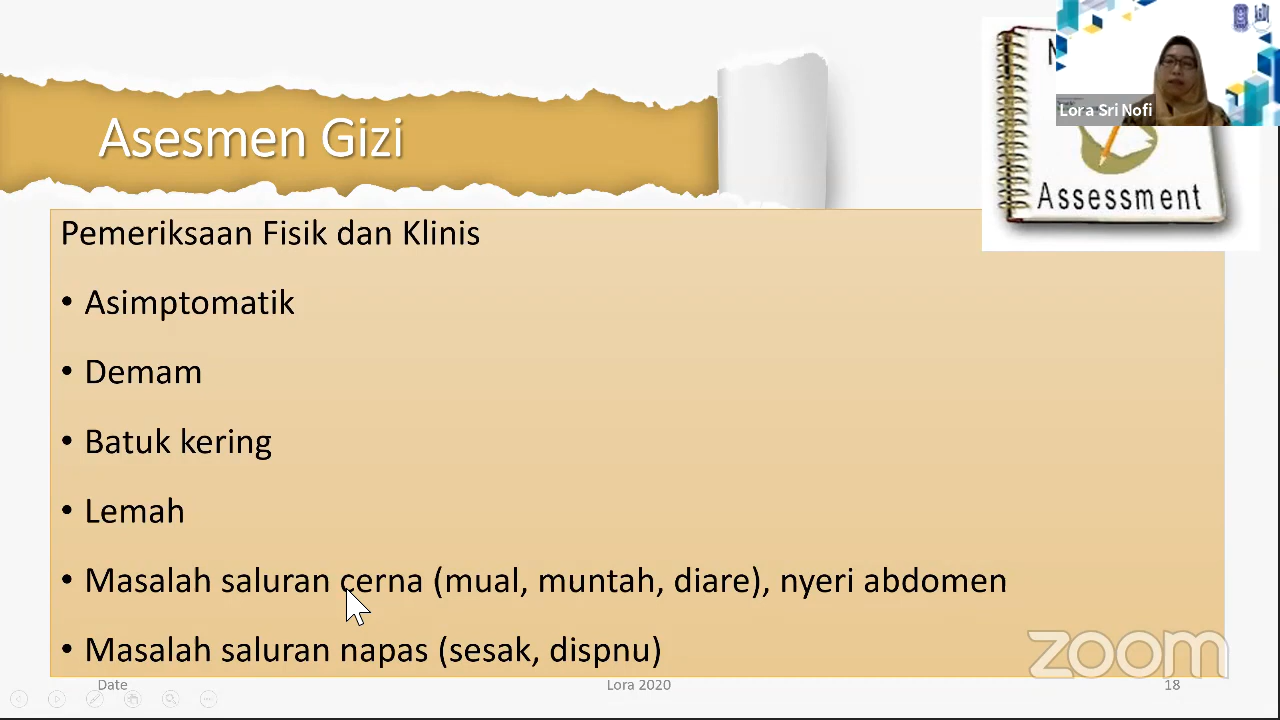 Lora Sri Nofi
Asesmen Gizi
Assessment
Pemeriksaan Fisik dan Klinis
• Asimptomatik
• Demam
• Batuk kering
• Lemah
• Masalah saluran cerna (mual, muntah, diare), nyeri abdomen
• Masalah saluran napas (sesak, dispnu)
zoom
Date
Lora 2020
18